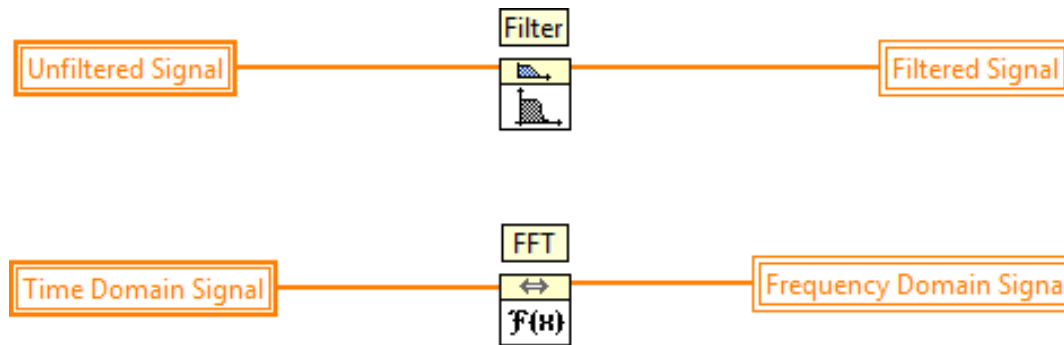 Filter
Unfiltered Signal
Filtered Signal
FFT
Time Domain Signal
Frequency Domain Signa
F(x)